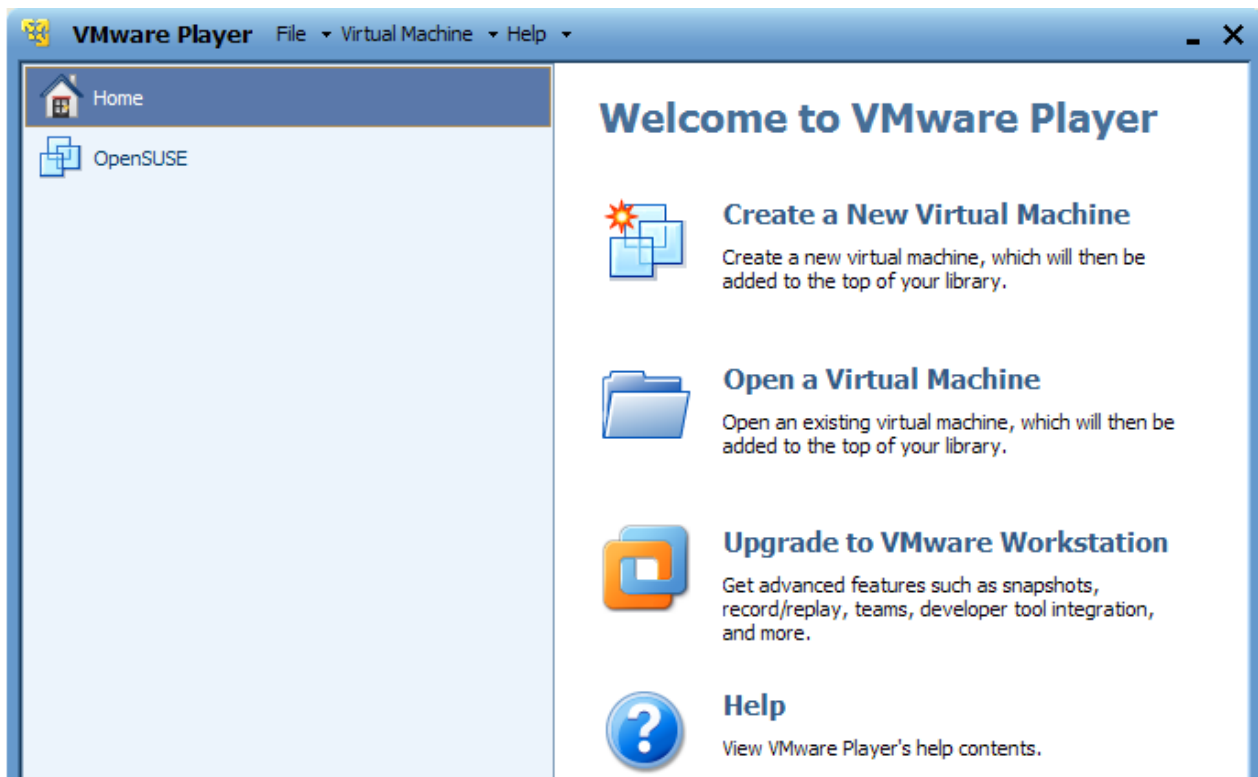 VMware Player File Virtual Machine Help
Home
OpenSUSE
Welcome to VMware Player
Create a New Virtual Machine
Create a new virtual machine, which will then be
added to the top of your library.
Open a Virtual Machine
Open an existing virtual machine, which will then be
added to the top of your library.
Upgrade to VMware Workstation
Get advanced features such as snapshots,
record/replay, teams, developer tool integration,
and more.
Help
View VMware Player's help contents.